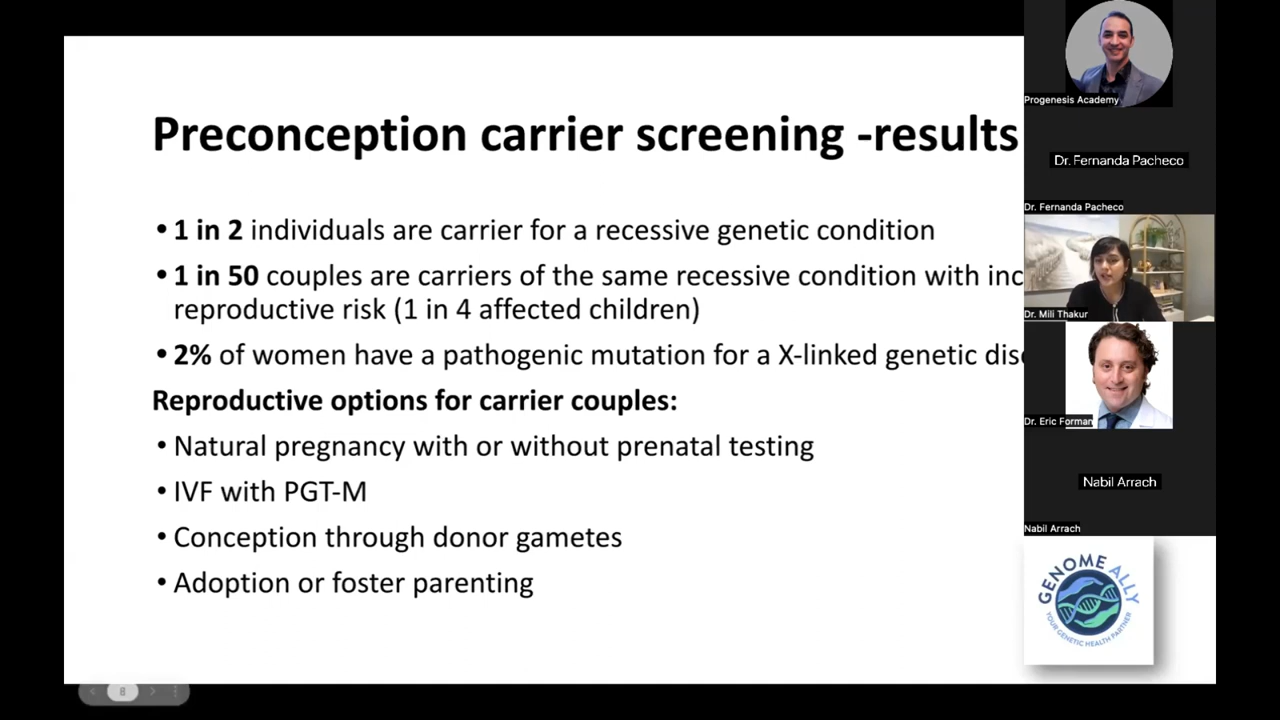 Preconception carrier screening -results
• 1 in 2 individuals are carrier for a recessive genetic condition
• 1 in 50 couples are carriers of the same recessive condition with inc
reproductive risk (1 in 4 affected children)
• 2% of women have a pathogenic mutation for a X-linked genetic dis
Reproductive options for carrier couples:
• Natural pregnancy with or without prenatal testing
• IVF with PGT-M
• Conception through donor gametes
• Adoption or foster parenting
8
Progenesis Academy
Dr. Fernanda Pacheco
Dr. Fernanda Pacheco
Dr. Mili Thakur
Dr. Eric Forman
Nabil Arrach
Nabil Arrach
GENOME ALLY
YOUR GENETIC HEALTH PARTNER